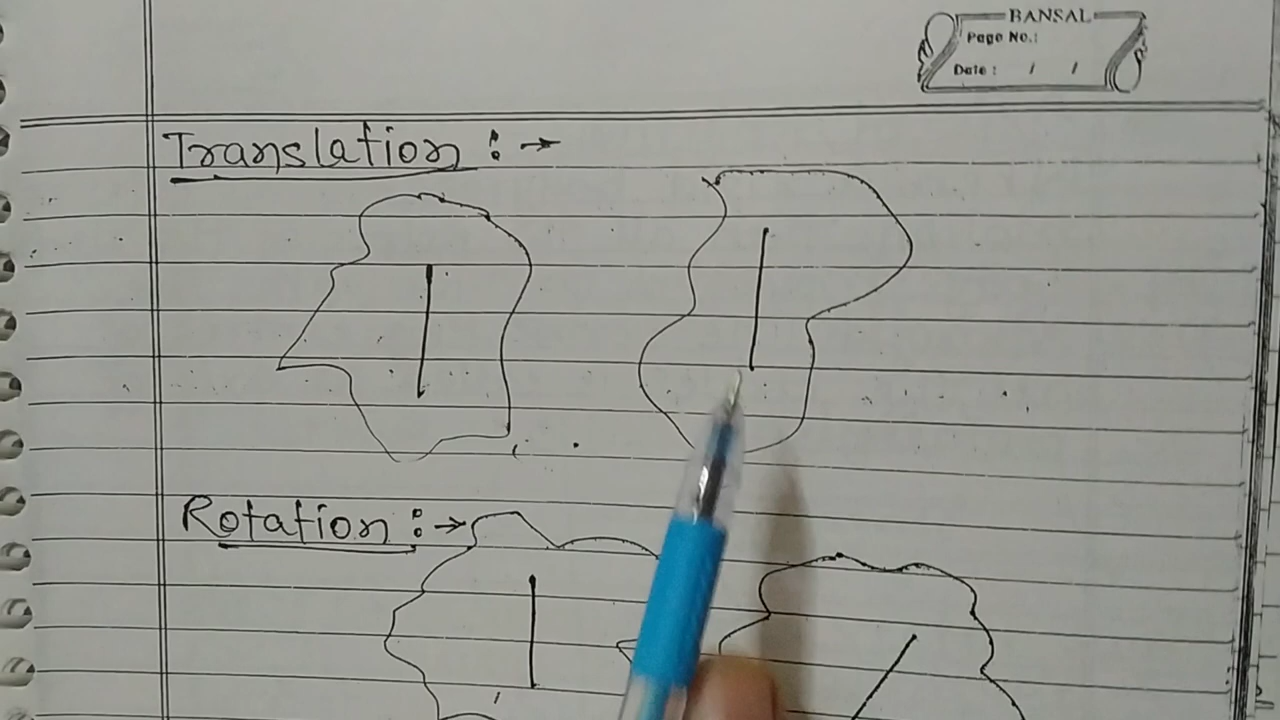 BANSAL
Page No.:
Date : / /
Translation :→
Rotation :→